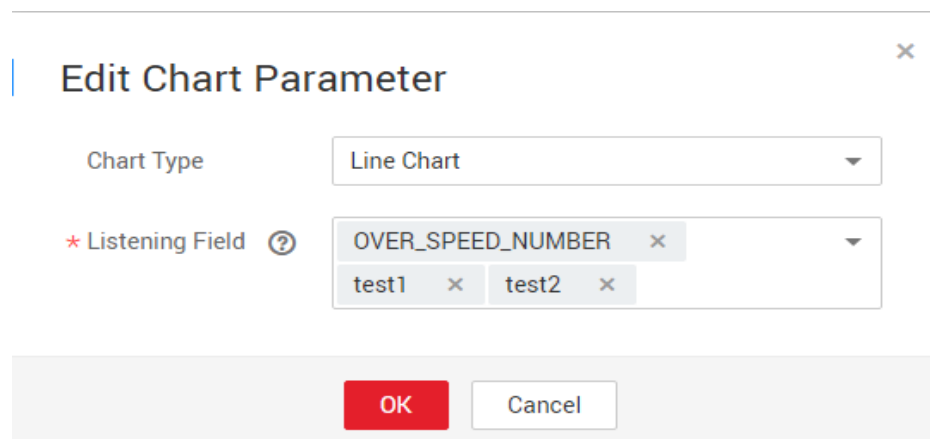 Edit Chart Parameter
Chart Type
Line Chart
* Listening Field ?
OVER_SPEED_NUMBER ×
test1 × test2 ×
OK Cancel